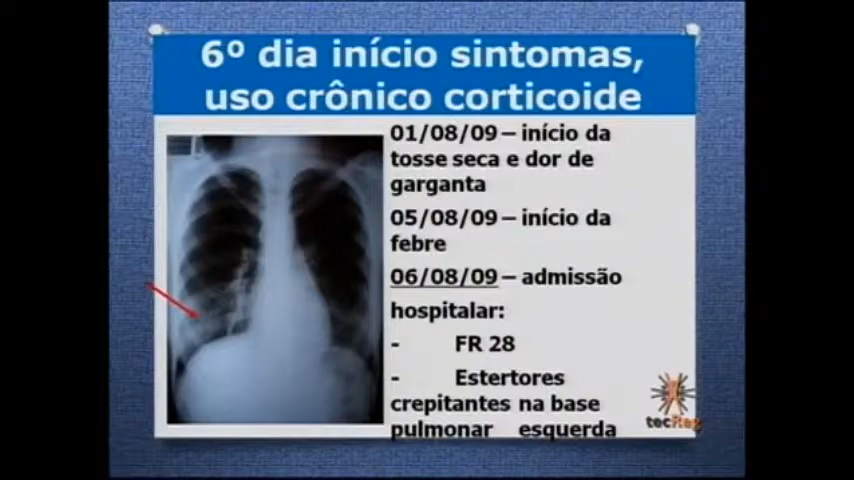 6º dia início sintomas,
uso crônico corticoide
01/08/09 – início da
tosse seca e dor de
garganta
05/08/09 – início da
febre
06/08/09 – admissão
hospitalar:
- FR 28
- Estertores
crepitantes na base
pulmonar esquerda